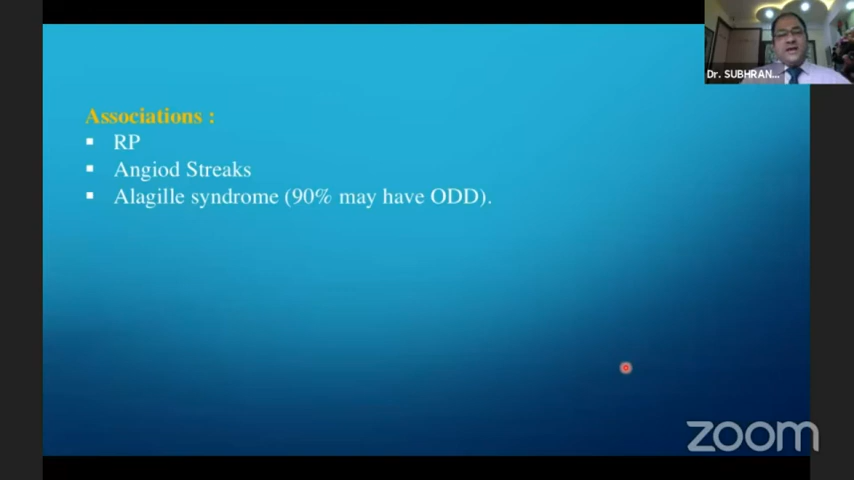 Dr. SUBHRAN...
Associations :
▪ RP
▪ Angiod Streaks
▪ Alagille syndrome (90% may have ODD).
zoom